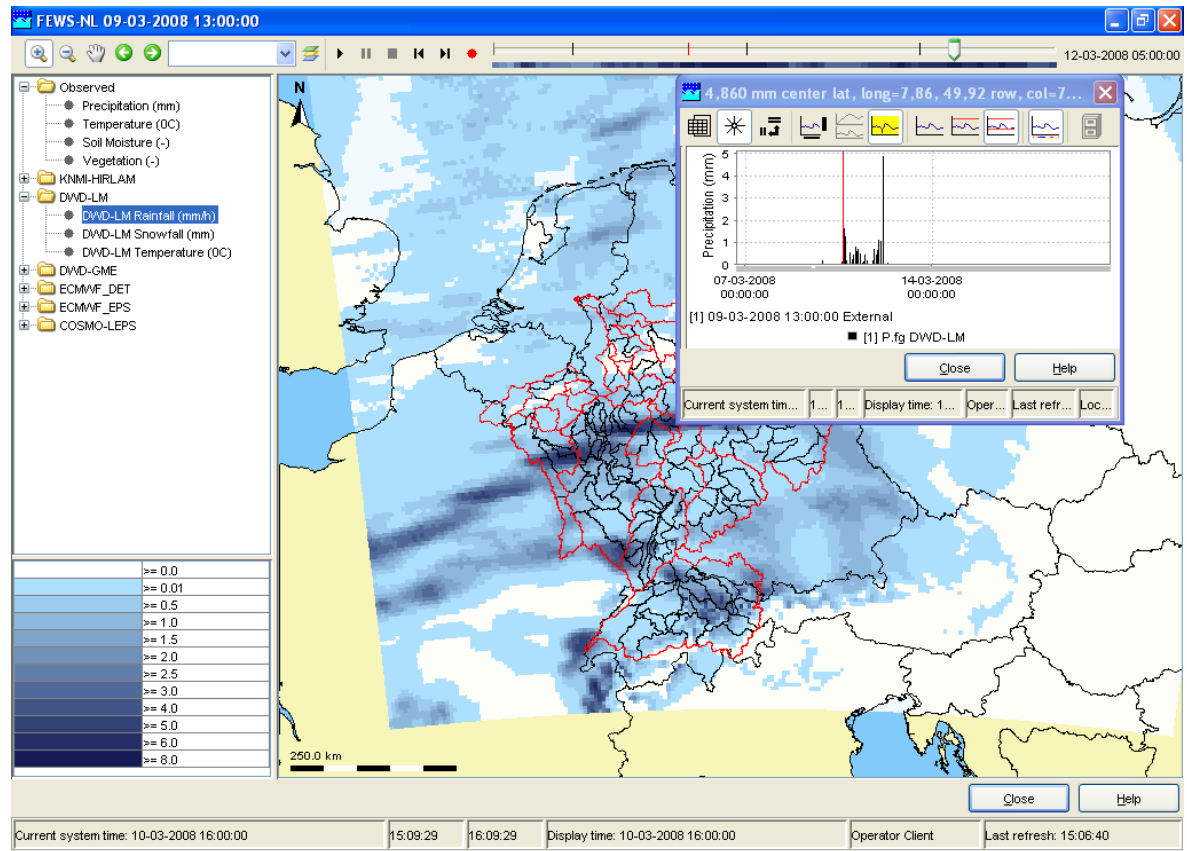 FEWS-NL 09-03-2008 13:00:00
12-03-2008 05:00:00
Observed
Precipitation (mm)
Temperature (0C)
Soil Moisture (-)
Vegetation (-)
KNMI-HIRLAM
DWD-LM
DWD-LM Rainfall (mm/h)
DWD-LM Snowfall (mm)
DWD-LM Temperature (0C)
DWD-GME
ECMWF_DET
ECMWF_EPS
COSMO-LEPS
>= 0.0
>= 0.01
>= 0.5
>= 1.0
>= 1.5
>= 2.0
>= 2.5
>= 3.0
>= 4.0
>= 5.0
>= 6.0
>= 8.0
N
250.0 km
4,860 mm center lat, long=7,86, 49,92 row, col=7...
Precipitation (mm)
5
4
3
2
1
0
07-03-2008 14-03-2008
00:00:00 00:00:00
[1] 09-03-2008 13:00:00 External
[1] P.fg DWD-LM
Close Help
Current system tim... 1... 1... Display time: 1... Oper... Last refr... Loc...
Close Help
Current system time: 10-03-2008 16:00:00 15:09:29 16:09:29 Display time: 10-03-2008 16:00:00 Operator Client Last refresh: 15:06:40